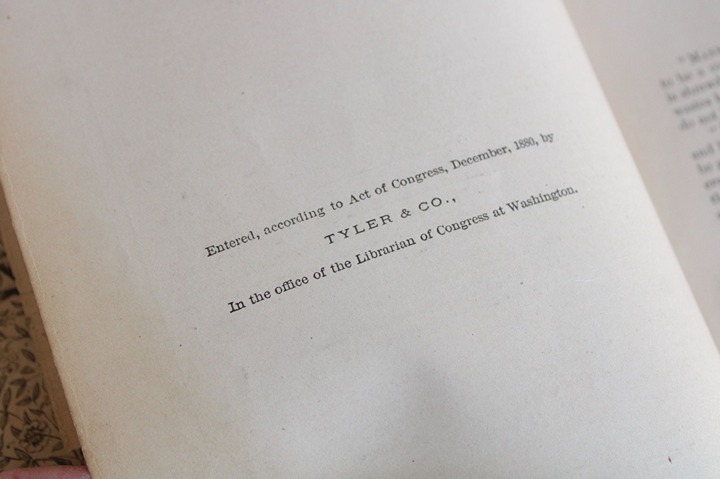 Entered, according to Act of Congress, December, 1880, by
TYLER & CO.,
In the office of the Librarian of Congress at Washington.